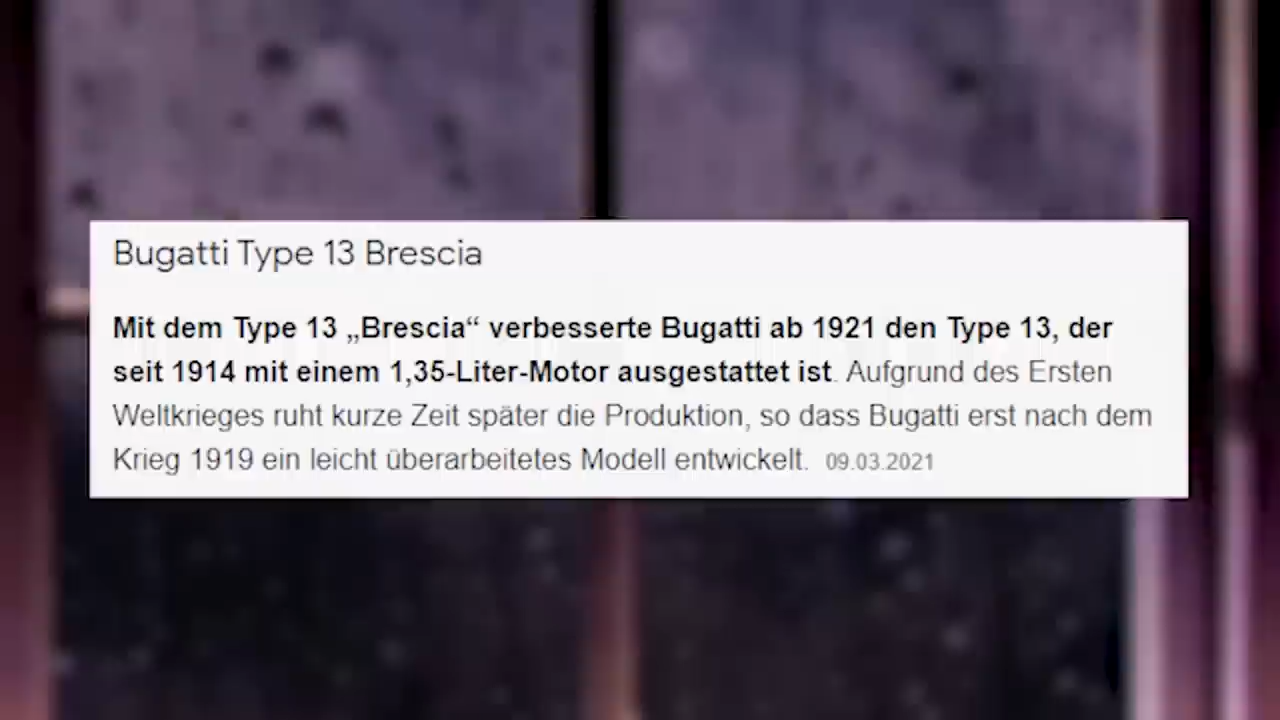 Bugatti Type 13 Brescia
Mit dem Type 13 „Brescia“ verbesserte Bugatti ab 1921 den Type 13, der
seit 1914 mit einem 1,35-Liter-Motor ausgestattet ist. Aufgrund des Ersten
Weltkrieges ruht kurze Zeit später die Produktion, so dass Bugatti erst nach dem
Krieg 1919 ein leicht überarbeitetes Modell entwickelt. 09.03.2021